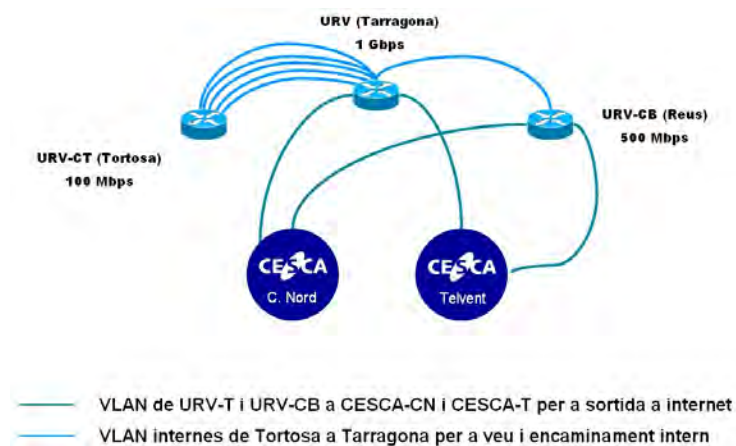 URV (Tarragona)
1 Gbps
URV-CT (Tortosa)
100 Mbps
URV-CB (Reus)
500 Mbps
CESCA
C. Nord
CESCA
Telvent
VLAN de URV-T i URV-CB a CESCA-CN i CESCA-T per a sortida a internet
VLAN internes de Tortosa a Tarragona per a veu i encaminament intern